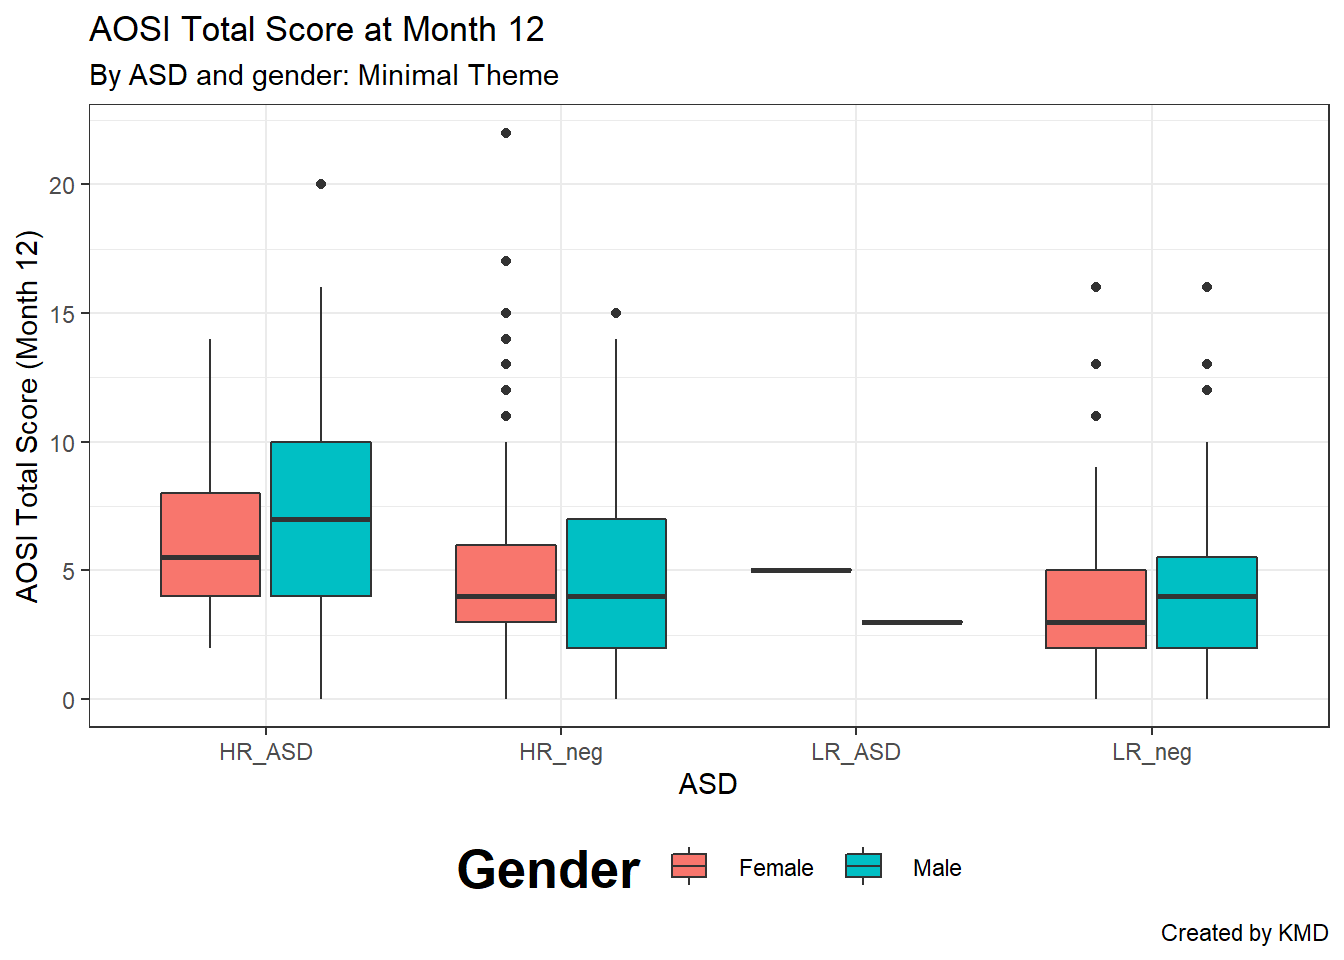 AOSI Total Score at Month 12
By ASD and gender: Minimal Theme
AOSI Total Score (Month 12)
20
15
10
5
0
HR_ASD
HR_neg
LR_ASD
LR_neg
ASD
Gender
Female
Male
Created by KMD